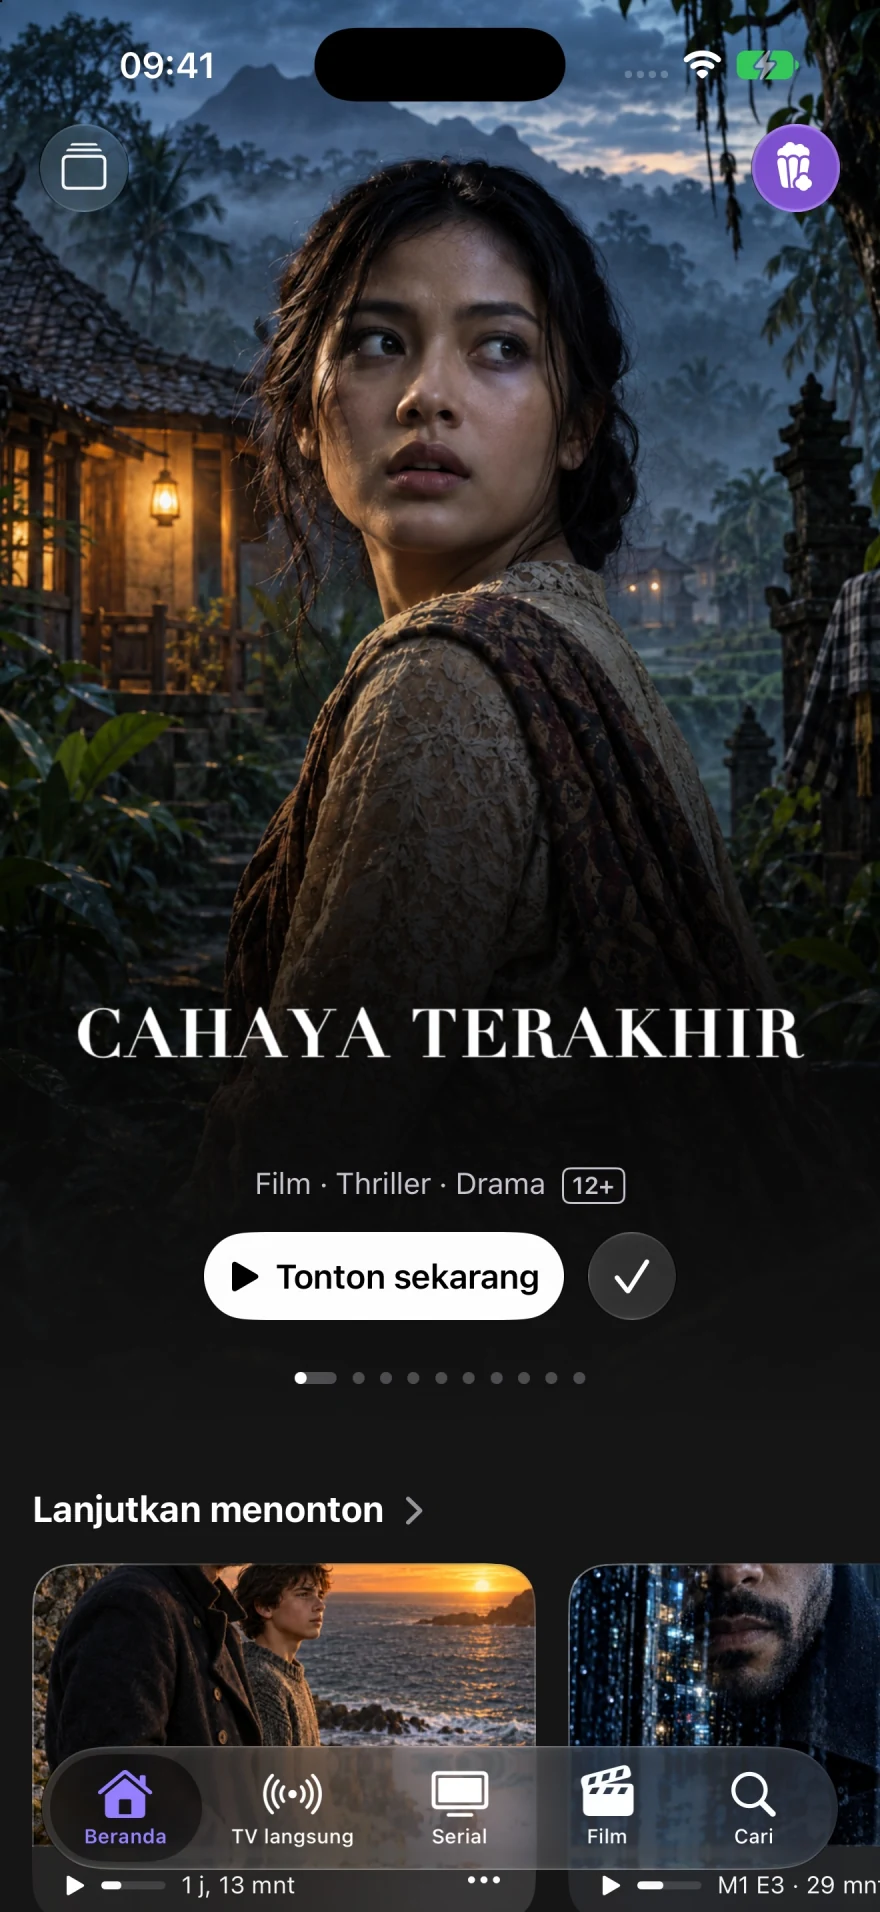 09:41
CAHAYA TERAKHIR
Film · Thriller · Drama 12+
Tonton sekarang
Lanjutkan menonton
1 j, 13 mnt
M1 E3 · 29 mnt
Beranda
TV langsung
Serial
Film
Cari